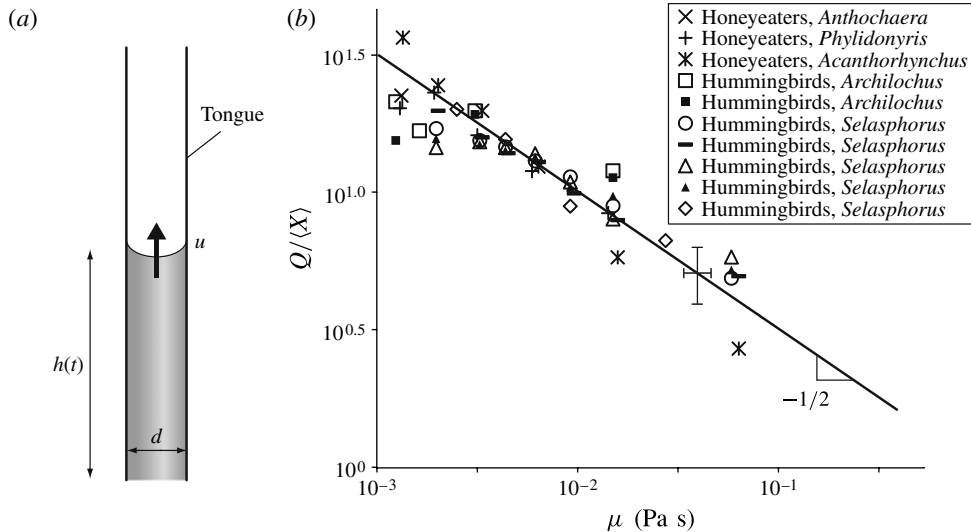 (a)
Tongue
u
h(t)
d
(b)
× Honeyeaters, Anthochaera
+ Honeyeaters, Phylidonyris
Honeyeaters, Acanthorhynchus
□ Hummingbirds, Archilochus
■ Hummingbirds, Archilochus
○ Hummingbirds, Selasphorus
Hummingbirds, Selasphorus
△ Hummingbirds, Selasphorus
▲ Hummingbirds, Selasphorus
◇ Hummingbirds, Selasphorus
10^1.5
10^1.0
10^0.5
10^0
Q/⟨X⟩
−1/2
10^−3
10^−2
10^−1
μ (Pa s)